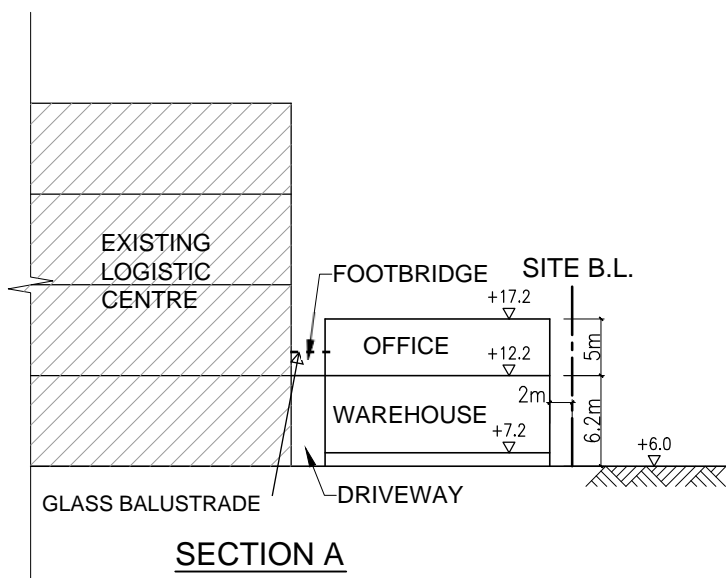 EXISTING
LOGISTIC
CENTRE
FOOTBRIDGE
SITE B.L.
+17.2
OFFICE
5m
+12.2
2m
WAREHOUSE
6.2m
+7.2
+6.0
GLASS BALUSTRADE
DRIVEWAY
SECTION A